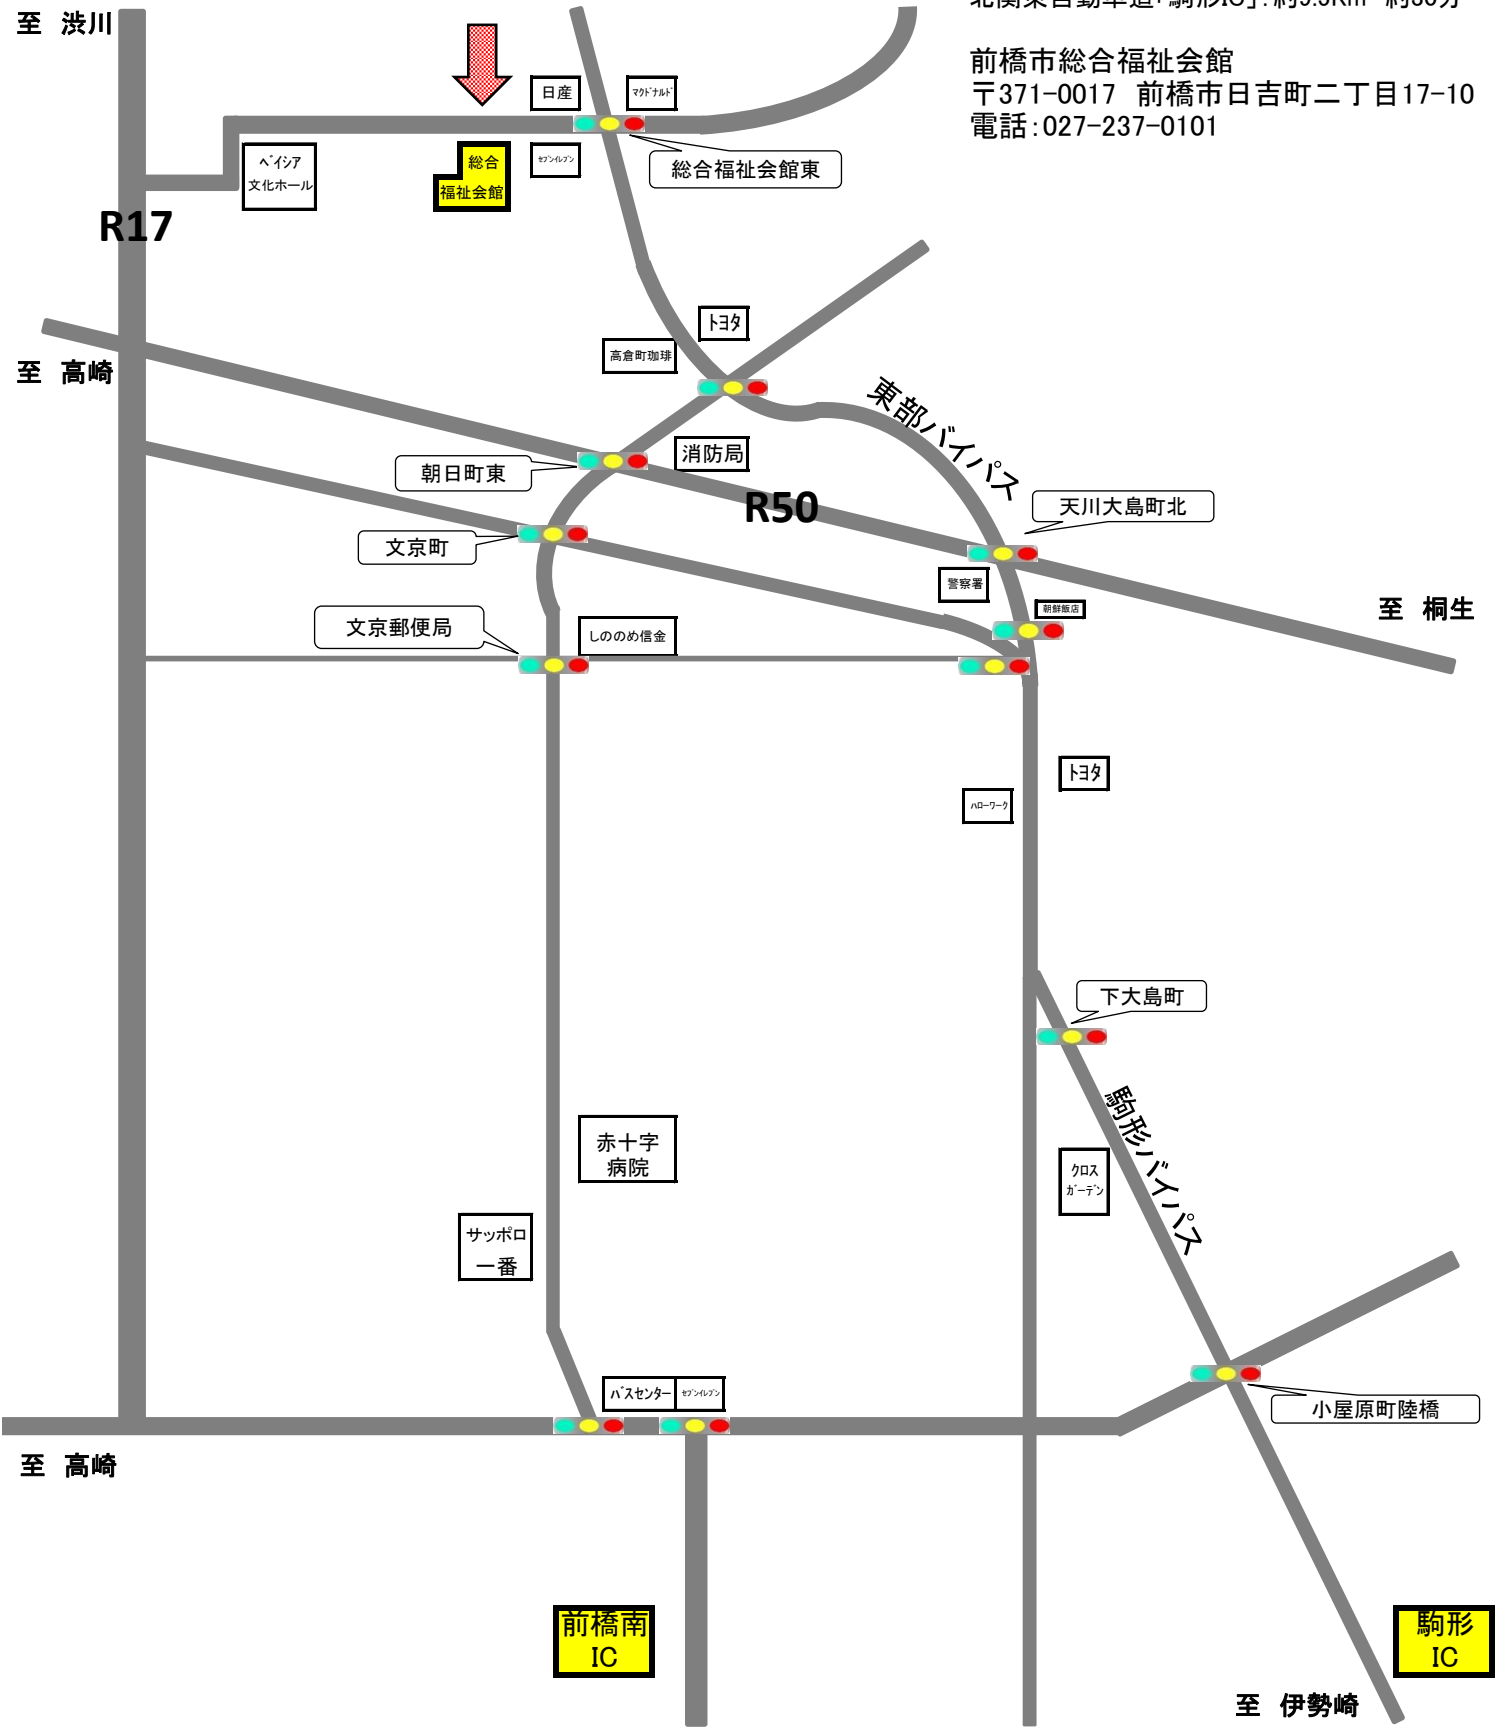 至 渋川
前橋市総合福祉会館
〒371-0017 前橋市日吉町二丁目17-10
電話:027-237-0101
日産
マクドナルド
ベイシア
文化ホール
総合
福祉会館
セブンイレブン
総合福祉会館東
R17
トヨタ
高倉町珈琲
至 高崎
東部バイパス
消防局
朝日町東
R50
天川大島町北
文京町
警察署
朝鮮飯店
至 桐生
文京郵便局
しののめ信金
トヨタ
ハローワーク
下大島町
駒形バイパス
赤十字
病院
クロス
ガーデン
サッポロ
一番
バスセンター
セブンイレブン
小屋原町陸橋
至 高崎
前橋南
IC
駒形
IC
至 伊勢崎